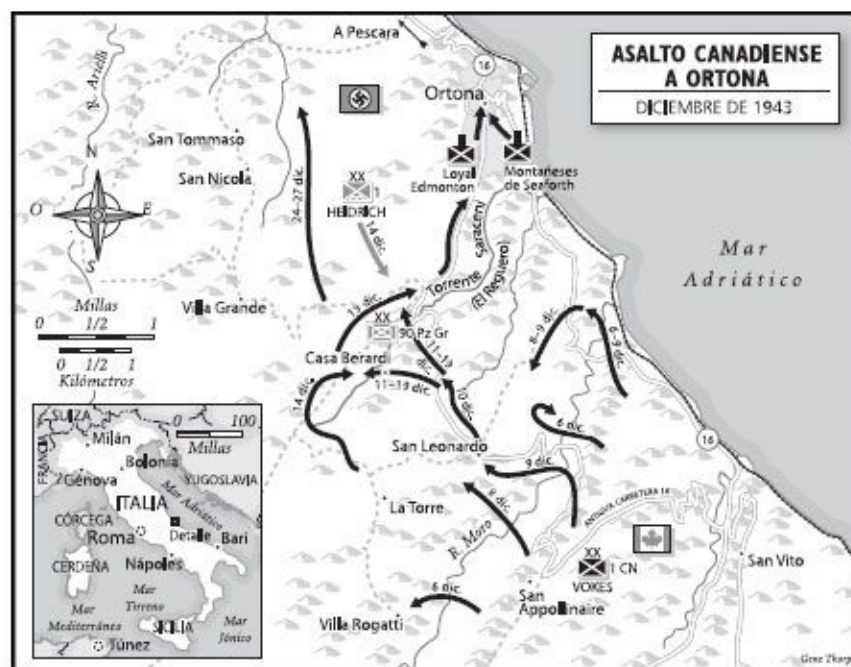 ASALTO CANADIENSE
A ORTONA
DICIEMBRE DE 1943
A Pescara
16
Ortona
R. Arielli
San Tommaso
San Nicola
N
O
E
S
XX
1
HEIDRICH
14 dic.
24-27 dic.
Loyal
Edmonton
Montañeses
de Seaforth
Mar
Adriático
Torrente Saraceni
(El Reguero)
Millas
0 1/2 1
0 1/2 1
Kilómetros
Villa Grande
19 dic.
XX
90 Pz Gr
Casa Berardi
11-19
dic.
11-19 dic.
14 dic.
10 dic.
8-9 dic.
6-9 dic.
6 dic.
San Leonardo
9 dic.
8 dic.
16
La Torre
R. Moro
ANTIGUA CARRETERA 16
XX
1 CN
VOKES
San Vito
San
Appollinaire
6 dic.
Villa Rogatti
SUIZA
0 100
Millas
FRANCIA
Milán
Bolonia
Génova
YUGOSLAVIA
ITALIA
Mar Adriático
CÓRCEGA
Roma
Detalle
Bari
CERDEÑA
Nápoles
Mar
Tirreno
Mar
Mediterráneo
SICILIA
Mar
Jónico
Túnez
Gene Thorp